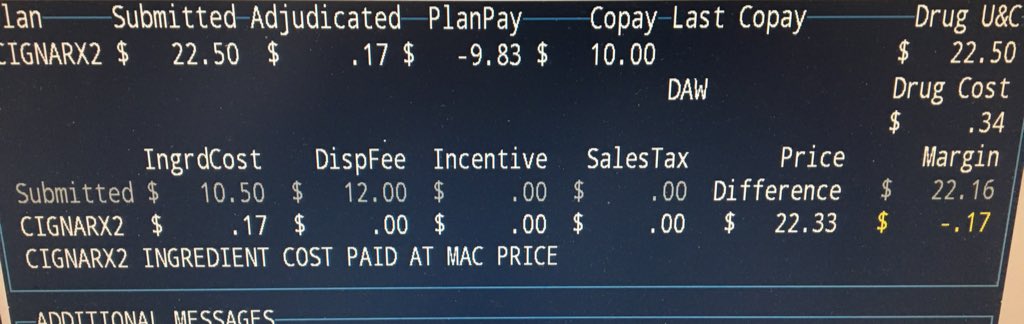 lan Submitted Adjudicated PlanPay Copay Last Copay Drug U&C
CIGNARX2 $ 22.50 $ .17 $ -9.83 $ 10.00 $ 22.50
DAW Drug Cost
$ .34
IngrdCost DispFee Incentive SalesTax Price Margin
Submitted $ 10.50 $ 12.00 $ .00 $ .00 Difference $ 22.16
CIGNARX2 $ .17 $ .00 $ .00 $ .00 $ 22.33 $ -.17
CIGNARX2 INGREDIENT COST PAID AT MAC PRICE
ADDITIONAL MESSAGES